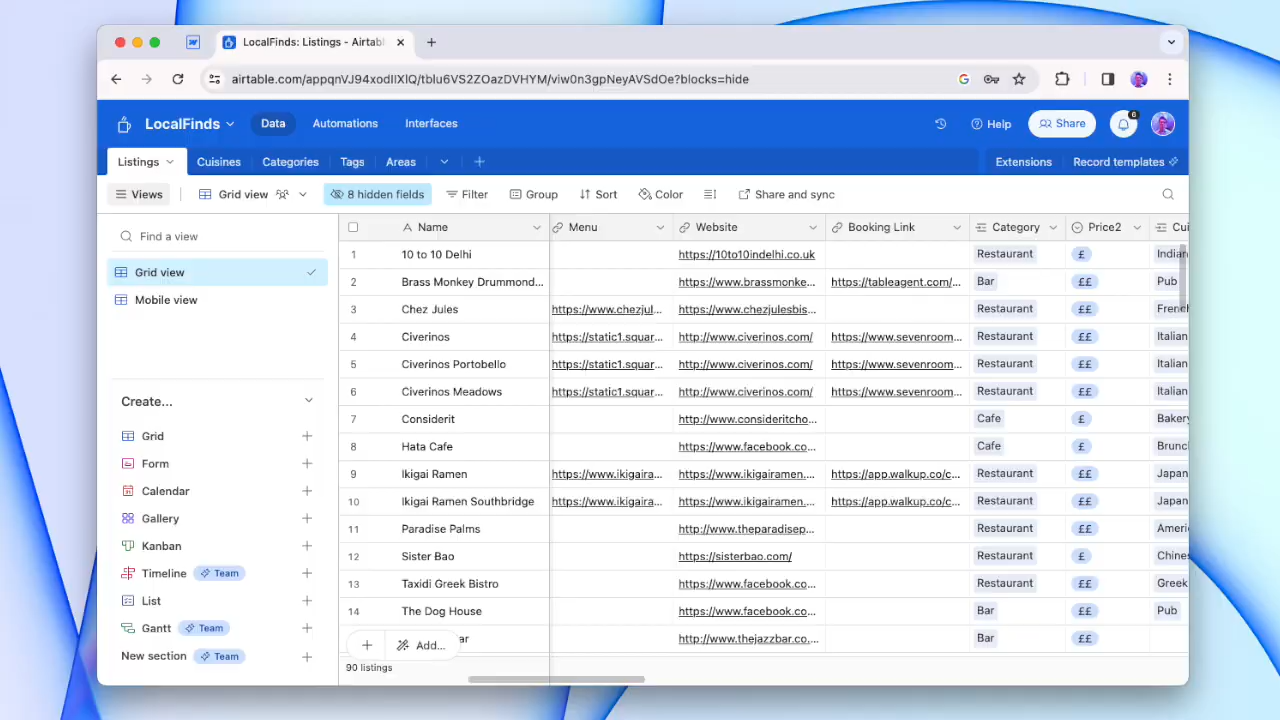 LocalFinds: Listings - Airtabl
airtable.com/appqnVJ94xodIIXlQ/tblu6VS2ZOazDVHYM/viw0n3gpNeyAVSdOe?blocks=hide
LocalFinds Data Automations Interfaces Help Share 6
Listings Cuisines Categories Tags Areas Extensions Record templates
Views Grid view 8 hidden fields Filter Group Sort Color Share and sync
Find a view
Grid view
Mobile view
Create...
Grid
Form
Calendar
Gallery
Kanban
Timeline Team
List
Gantt Team
New section Team
Name Menu Website Booking Link Category Price2 Cui
1 10 to 10 Delhi https://10to10indelhi.co.uk Restaurant £ Indian
2 Brass Monkey Drummond... https://www.brassmonke... https://tableagent.com/... Bar ££ Pub
3 Chez Jules https://www.chezjul... https://www.chezjulesbis... Restaurant ££ French
4 Civerinos https://static1.squar... http://www.civerinos.com/ https://www.sevenroom... Restaurant ££ Italian
5 Civerinos Portobello https://static1.squar... http://www.civerinos.com/ https://www.sevenroom... Restaurant ££ Italian
6 Civerinos Meadows https://static1.squar... http://www.civerinos.com/ https://www.sevenroom... Restaurant ££ Italian
7 Considerit http://www.consideritcho... Cafe £ Bakery
8 Hata Cafe https://www.facebook.co... Cafe £ Brunc
9 Ikigai Ramen https://www.ikigaira... https://www.ikigairamen.... https://app.walkup.co/c... Restaurant ££ Japan
10 Ikigai Ramen Southbridge https://www.ikigaira... https://www.ikigairamen.... https://app.walkup.co/c... Restaurant ££ Japan
11 Paradise Palms http://www.theparadisep... Restaurant ££ Ameri
12 Sister Bao https://sisterbao.com/ Restaurant £ Chines
13 Taxidi Greek Bistro https://www.facebook.co... Restaurant ££ Greek
14 The Dog House https://www.facebook.co... Bar ££ Pub
Add... ar http://www.thejazzbar.co.... Bar ££
90 listings